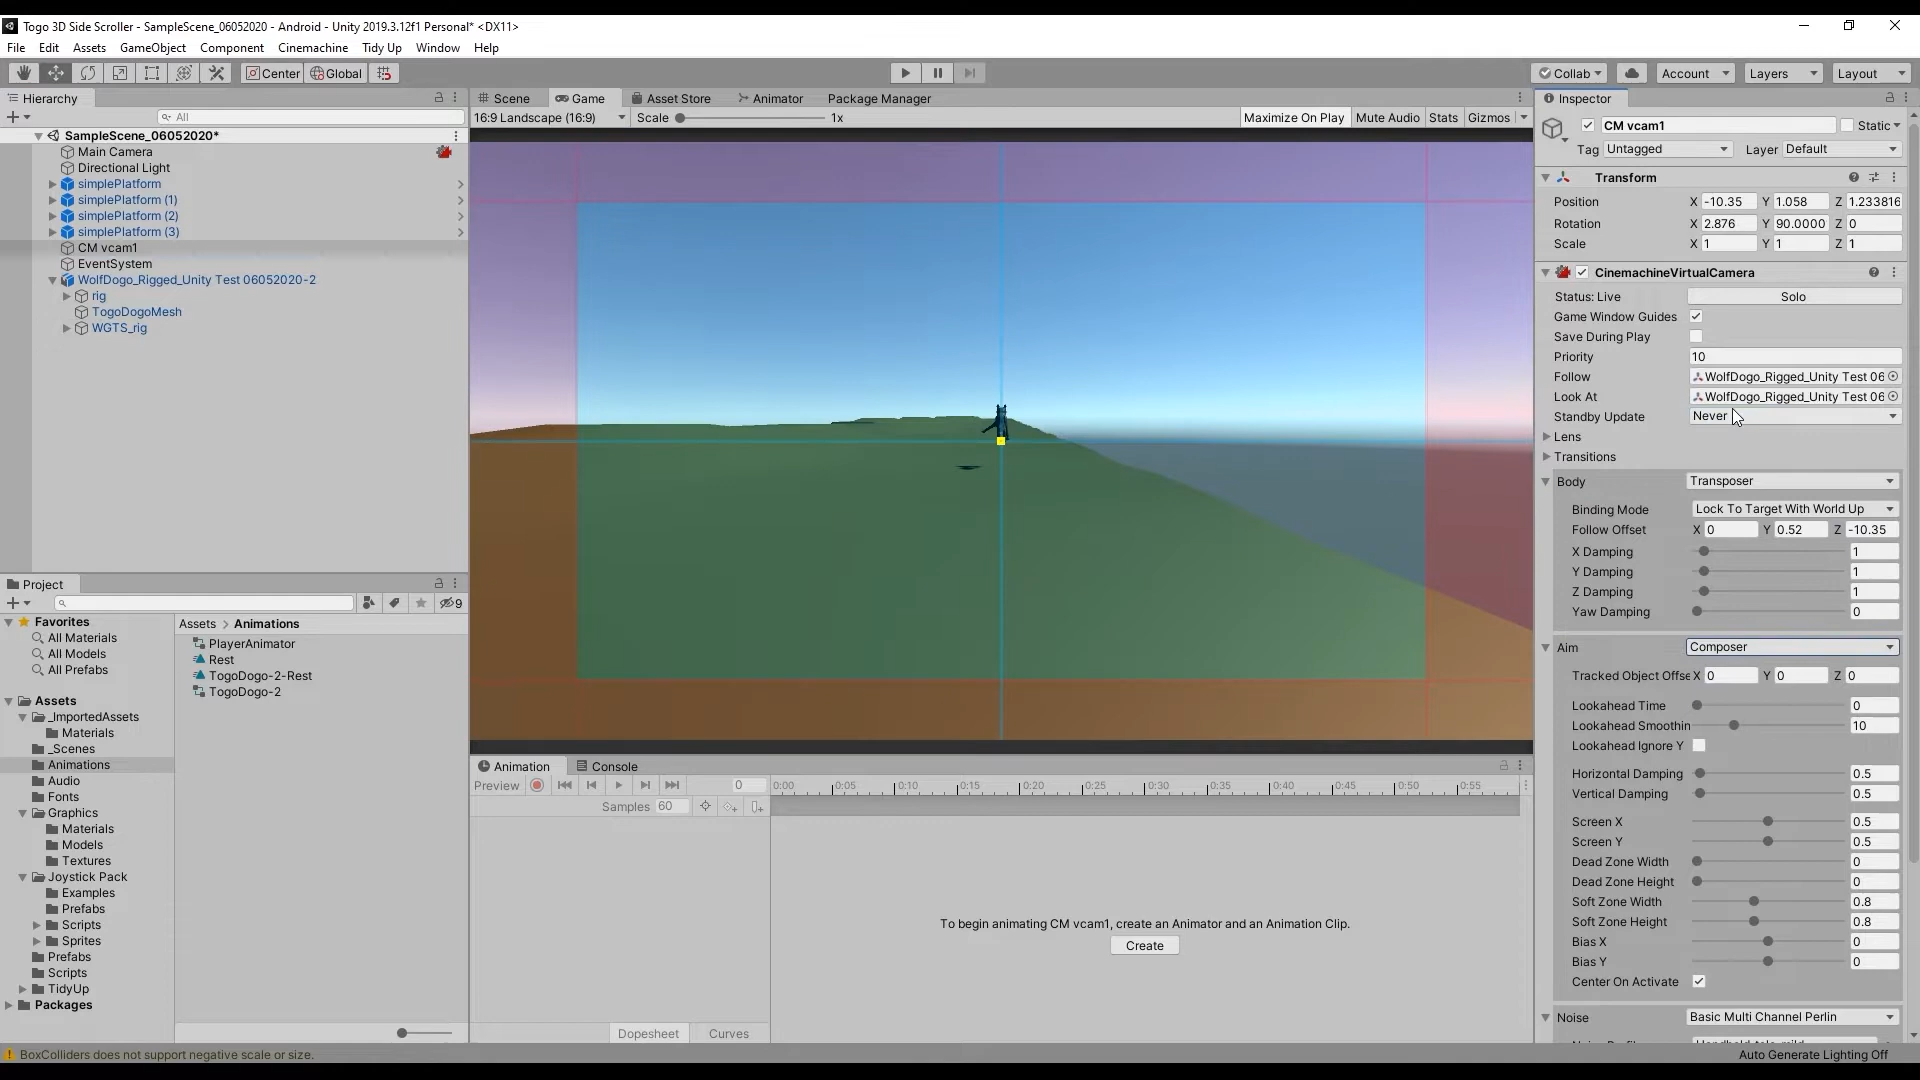 Togo 3D Side Scroller - SampleScene_06052020 - Android - Unity 2019.3.12f1 Personal* <DX11>
File Edit Assets GameObject Component Cinemachine Tidy Up Window Help
Center Global Collab Account Layers Layout
Hierarchy
All
SampleScene_06052020*
Main Camera
Directional Light
simplePlatform
simplePlatform (1)
simplePlatform (2)
simplePlatform (3)
CM vcam1
EventSystem
WolfDogo_Rigged_Unity Test 06052020-2
rig
TogoDogoMesh
WGTS_rig
Scene Game Asset Store Animator Package Manager
16:9 Landscape (16:9) Scale 1x Maximize On Play Mute Audio Stats Gizmos
Inspector
CM vcam1 Static
Tag Untagged Layer Default
Transform
Position X -10.35 Y 1.058 Z 1.233816
Rotation X 2.876 Y 90.0000 Z 0
Scale X 1 Y 1 Z 1
CinemachineVirtualCamera
Status: Live Solo
Game Window Guides
Save During Play
Priority 10
Follow WolfDogo_Rigged_Unity Test 06
Look At WolfDogo_Rigged_Unity Test 06
Standby Update Never
Lens
Transitions
Body Transposer
Binding Mode Lock To Target With World Up
Follow Offset X 0 Y 0.52 Z -10.35
X Damping 1
Y Damping 1
Z Damping 1
Yaw Damping 0
Aim Composer
Tracked Object Offse X 0 Y 0 Z 0
Lookahead Time 0
Lookahead Smoothin 10
Lookahead Ignore Y
Horizontal Damping 0.5
Vertical Damping 0.5
Screen X 0.5
Screen Y 0.5
Dead Zone Width 0
Dead Zone Height 0
Soft Zone Width 0.8
Soft Zone Height 0.8
Bias X 0
Bias Y 0
Center On Activate
Noise Basic Multi Channel Perlin
Project
9
Favorites
All Materials
All Models
All Prefabs
Assets
_ImportedAssets
Materials
_Scenes
Animations
Audio
Fonts
Graphics
Materials
Models
Textures
Joystick Pack
Examples
Prefabs
Scripts
Sprites
Prefabs
Scripts
TidyUp
Packages
Assets > Animations
PlayerAnimator
Rest
TogoDogo-2-Rest
TogoDogo-2
Animation Console
Preview 0 0:00 0:05 0:10 0:15 0:20 0:25 0:30 0:35 0:40 0:45 0:50 0:55
Samples 60
To begin animating CM vcam1, create an Animator and an Animation Clip.
Create
Dopesheet Curves
BoxColliders does not support negative scale or size.
Auto Generate Lighting Off